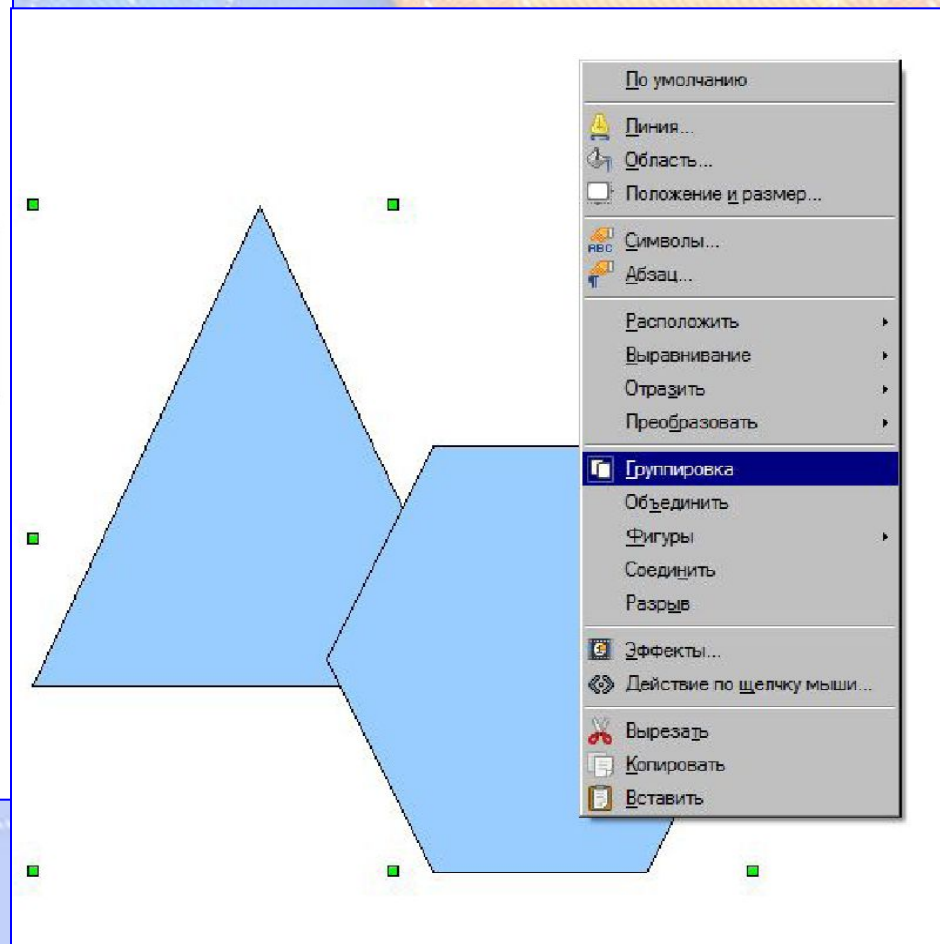 По умолчанию
Линия...
Область...
Положение и размер...
ABC Символы...
Абзац...
Расположить
Выравнивание
Отразить
Преобразовать
Группировка
Объединить
Фигуры
Соединить
Разрыв
Эффекты...
Действие по щелчку мыши...
Вырезать
Копировать
Вставить